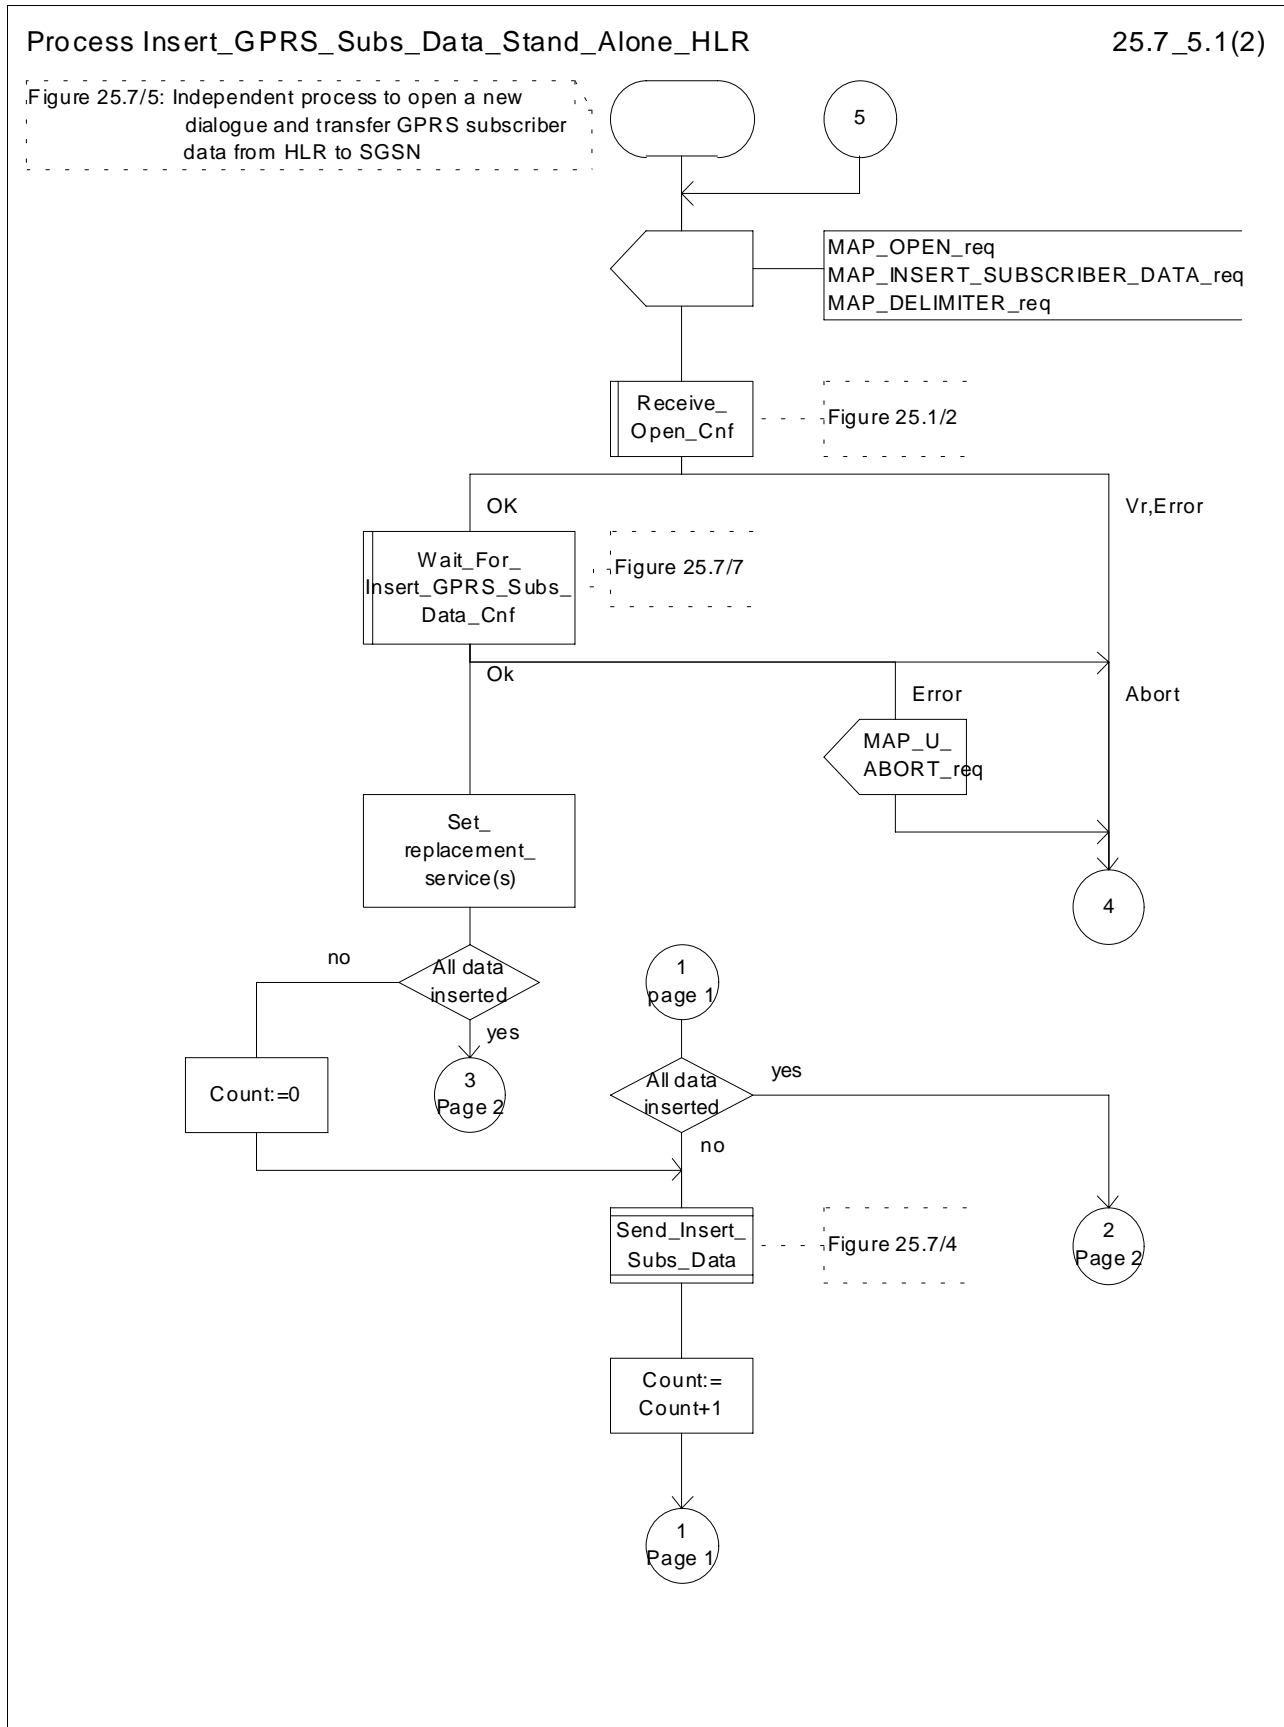 Process Insert_GPRS_Subs_Data_Stand_Alone_HLR
25.7_5.1(2)
Figure 25.7/5: Independent process to open a new
dialogue and transfer GPRS subscriber
data from HLR to SGSN
5
MAP_OPEN_req
MAP_INSERT_SUBSCRIBER_DATA_req
MAP_DELIMITER_req
Receive_
Open_Cnf
Figure 25.1/2
OK
Vr,Error
Wait_For_
Insert_GPRS_Subs_
Data_Cnf
Figure 25.7/7
Ok
Error
Abort
MAP_U_
ABORT_req
Set_
replacement_
service(s)
4
no
All data
inserted
yes
1
page 1
Count:=0
3
Page 2
All data
inserted
yes
no
Send_Insert_
Subs_Data
Figure 25.7/4
2
Page 2
Count:=
Count+1
1
Page 1